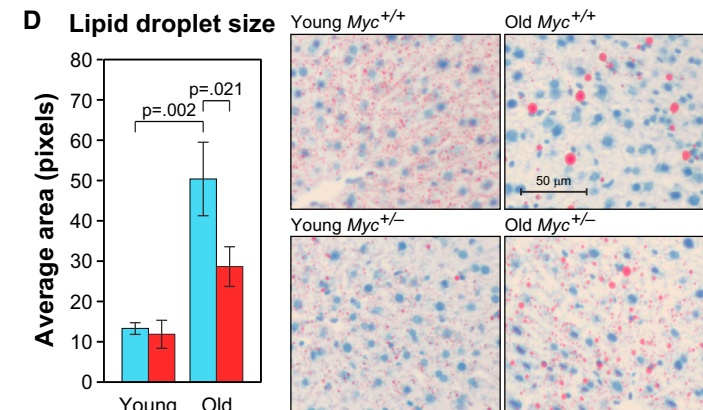 D Lipid droplet size
Average area (pixels)
80
70
60
50
40
30
20
10
0
p=.002
p=.021
Young Old
Young Myc+/+
Old Myc+/+
50 µm
Young Myc+/–
Old Myc+/–